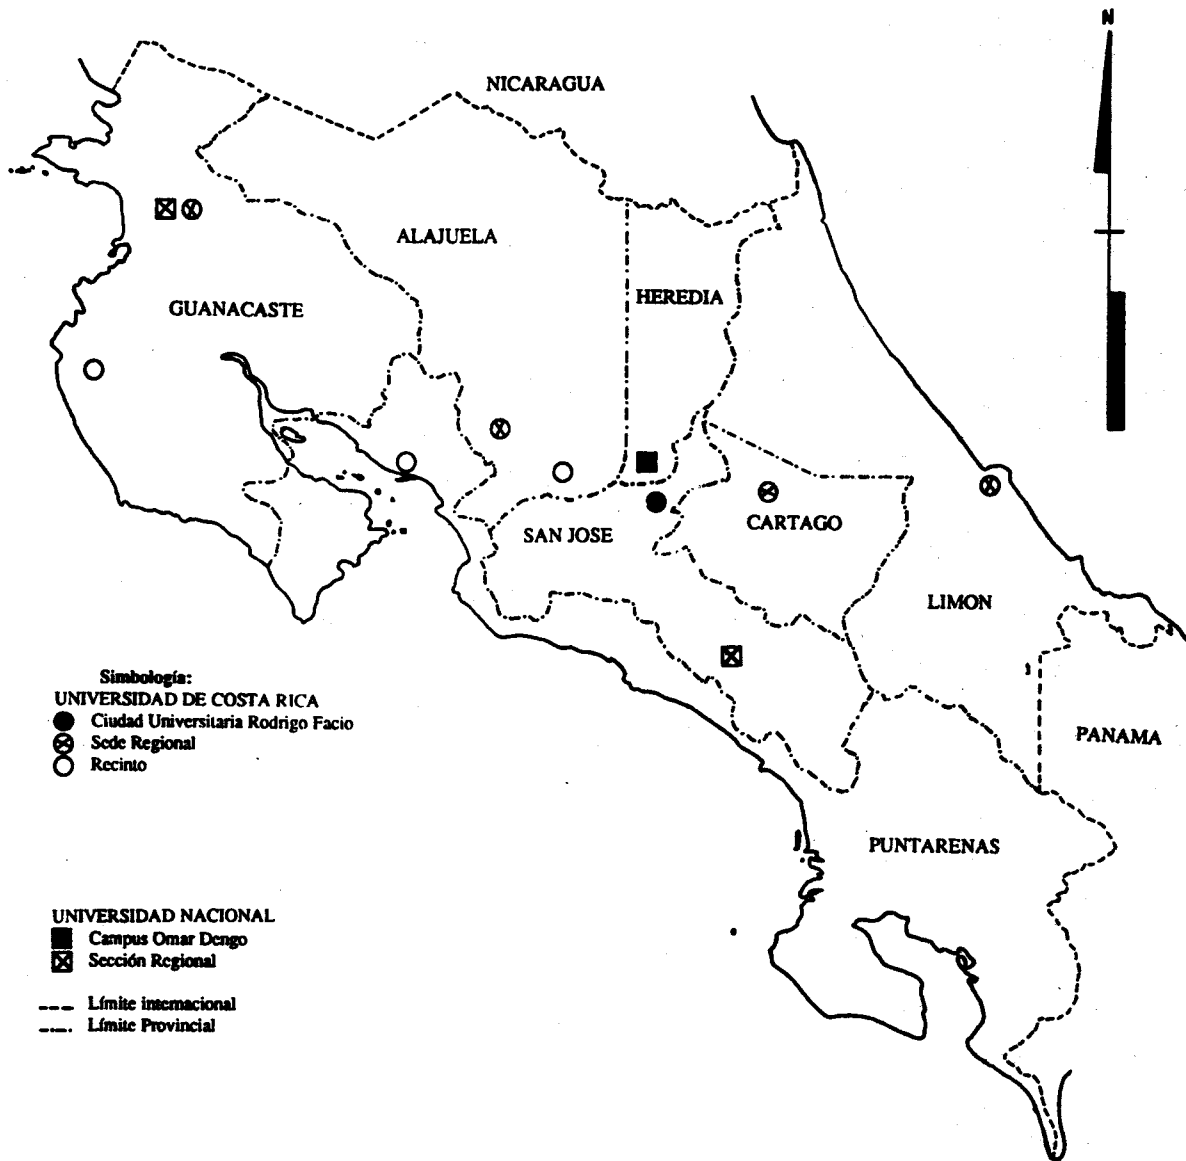 N
NICARAGUA
ALAJUELA
HEREDIA
GUANACASTE
SAN JOSE
CARTAGO
LIMON
PANAMA
PUNTARENAS
Simbología:
UNIVERSIDAD DE COSTA RICA
Ciudad Universitaria Rodrigo Facio
Sede Regional
Recinto
UNIVERSIDAD NACIONAL
Campus Omar Dengo
Sección Regional
Límite internacional
Límite Provincial